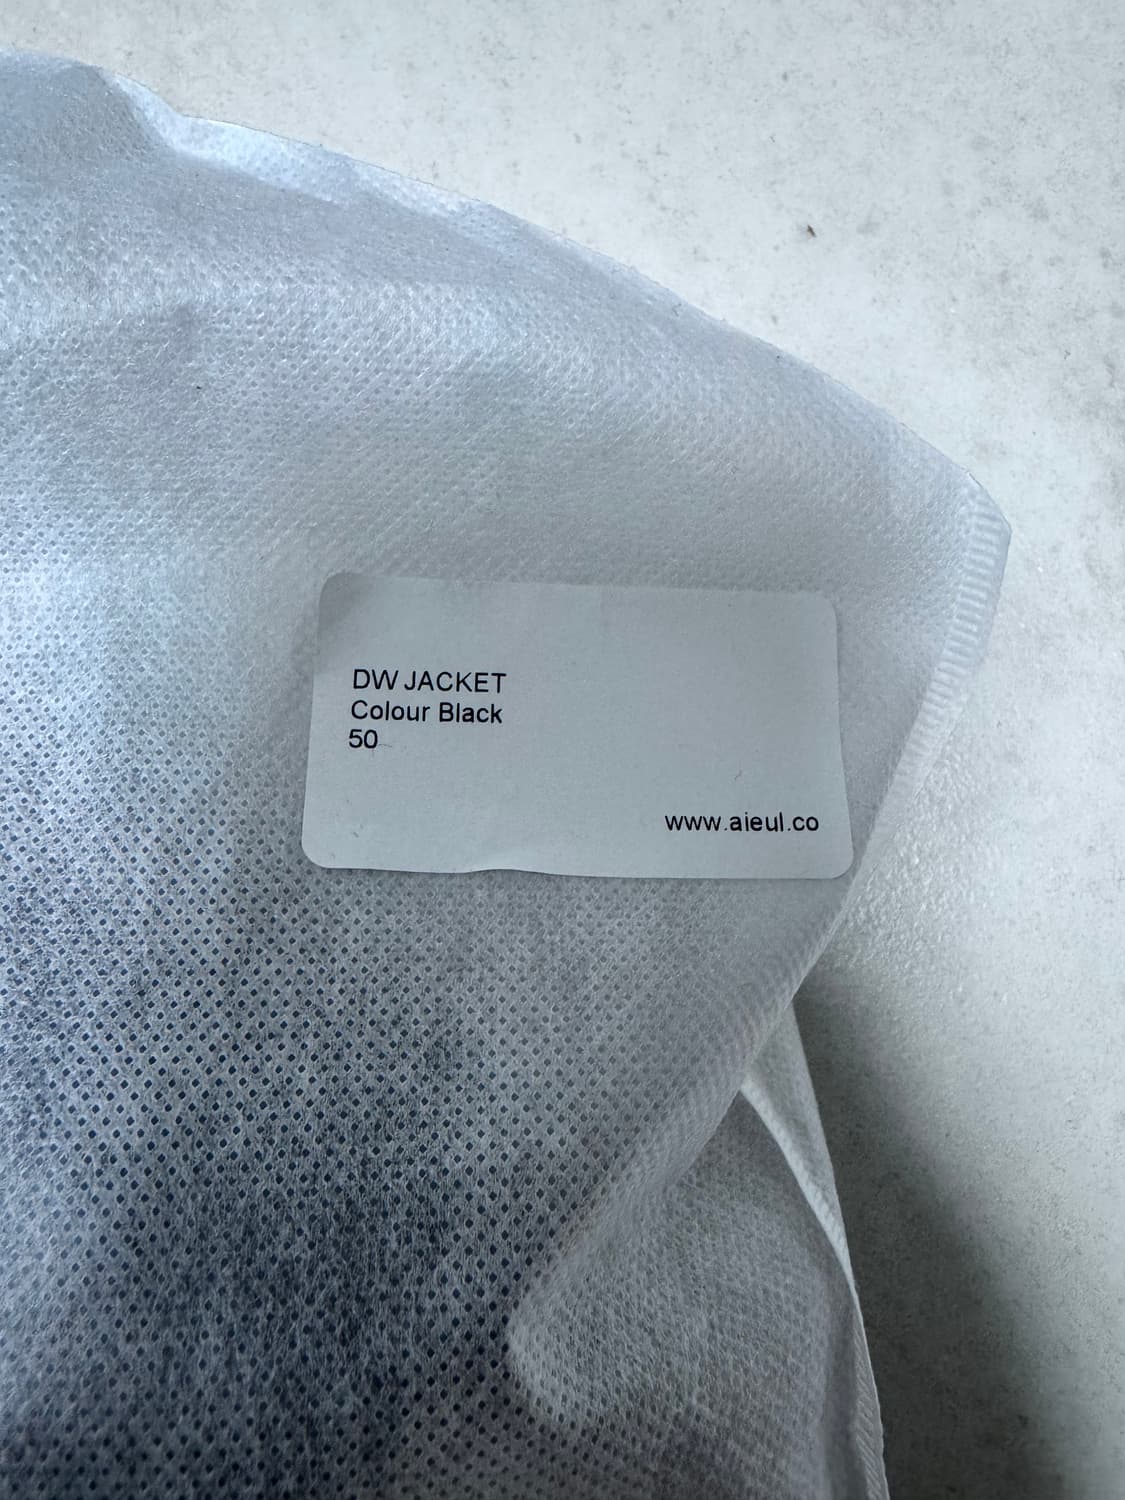 DW JACKET
Colour Black
50
www.aieul.co